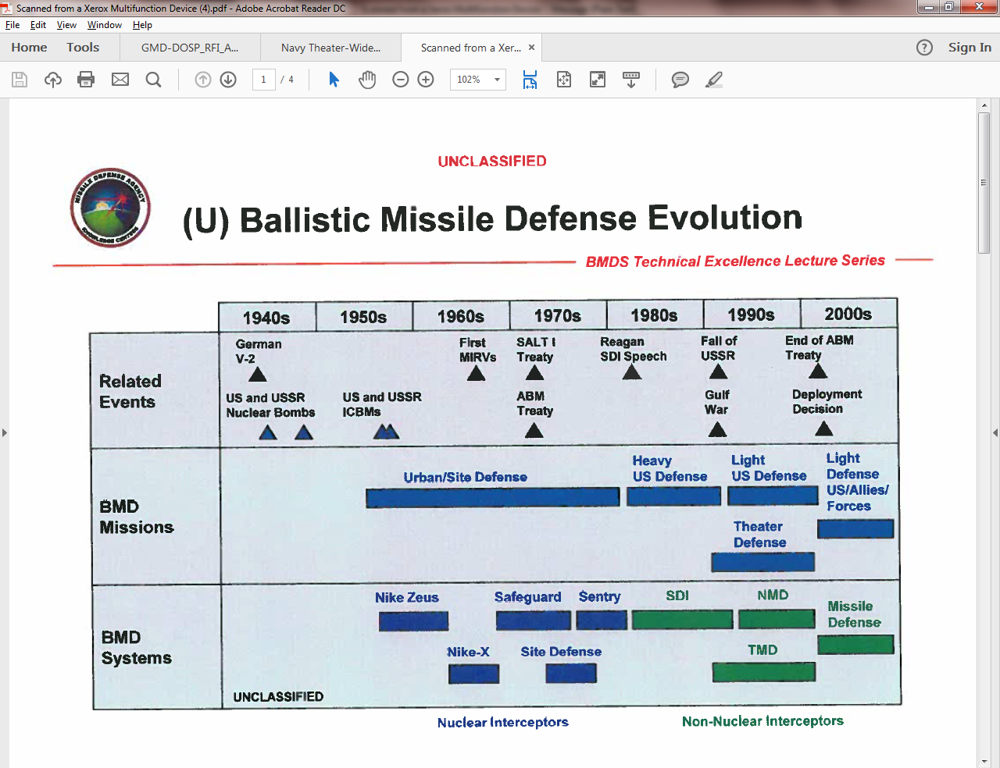 Scanned from a Xerox Multifunction Device (4).pdf - Adobe Acrobat Reader DC
File Edit View Window Help
Home Tools GMD-DOSP_RFI_A... Navy Theater-Wide... Scanned from a Xer... × ? Sign In
1 / 4 102%
UNCLASSIFIED
MISSILE DEFENSE AGENCY
(U) Ballistic Missile Defense Evolution
BMDS Technical Excellence Lecture Series
1940s 1950s 1960s 1970s 1980s 1990s 2000s
Related
Events
German
V-2
First
MIRVs
SALT I
Treaty
Reagan
SDI Speech
Fall of
USSR
End of ABM
Treaty
US and USSR
Nuclear Bombs
US and USSR
ICBMs
ABM
Treaty
Gulf
War
Deployment
Decision
BMD
Missions
Urban/Site Defense
Heavy
US Defense
Light
US Defense
Light
Defense
US/Allies/
Forces
Theater
Defense
BMD
Systems
Nike Zeus
Safeguard
Sentry
SDI
NMD
Missile
Defense
Nike-X
Site Defense
TMD
UNCLASSIFIED
Nuclear Interceptors
Non-Nuclear Interceptors